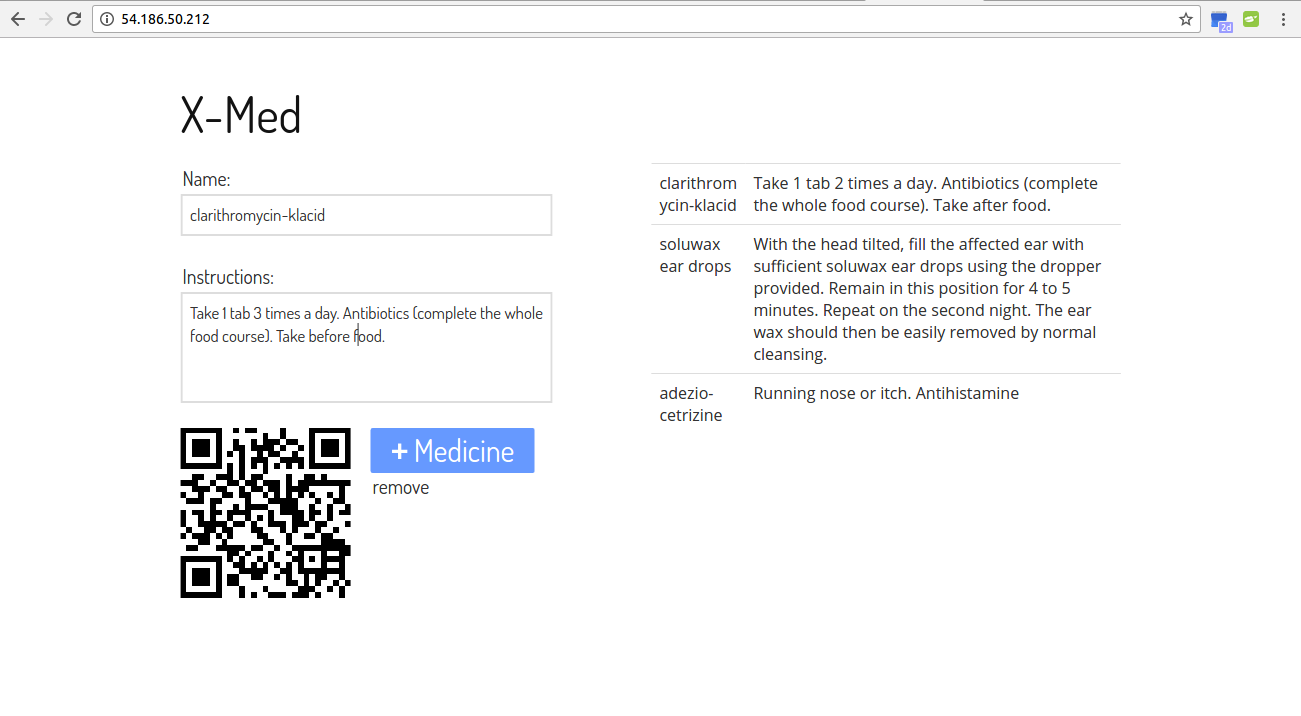 54.186.50.212
2d
X-Med
Name:
clarithromycin-klacid
Instructions:
Take 1 tab 3 times a day. Antibiotics (complete the whole
food course). Take before food.
+ Medicine
remove
clarithrom
ycin-klacid
Take 1 tab 2 times a day. Antibiotics (complete
the whole food course). Take after food.
soluwax
ear drops
With the head tilted, fill the affected ear with
sufficient soluwax ear drops using the dropper
provided. Remain in this position for 4 to 5
minutes. Repeat on the second night. The ear
wax should then be easily removed by normal
cleansing.
adezio-
cetrizine
Running nose or itch. Antihistamine